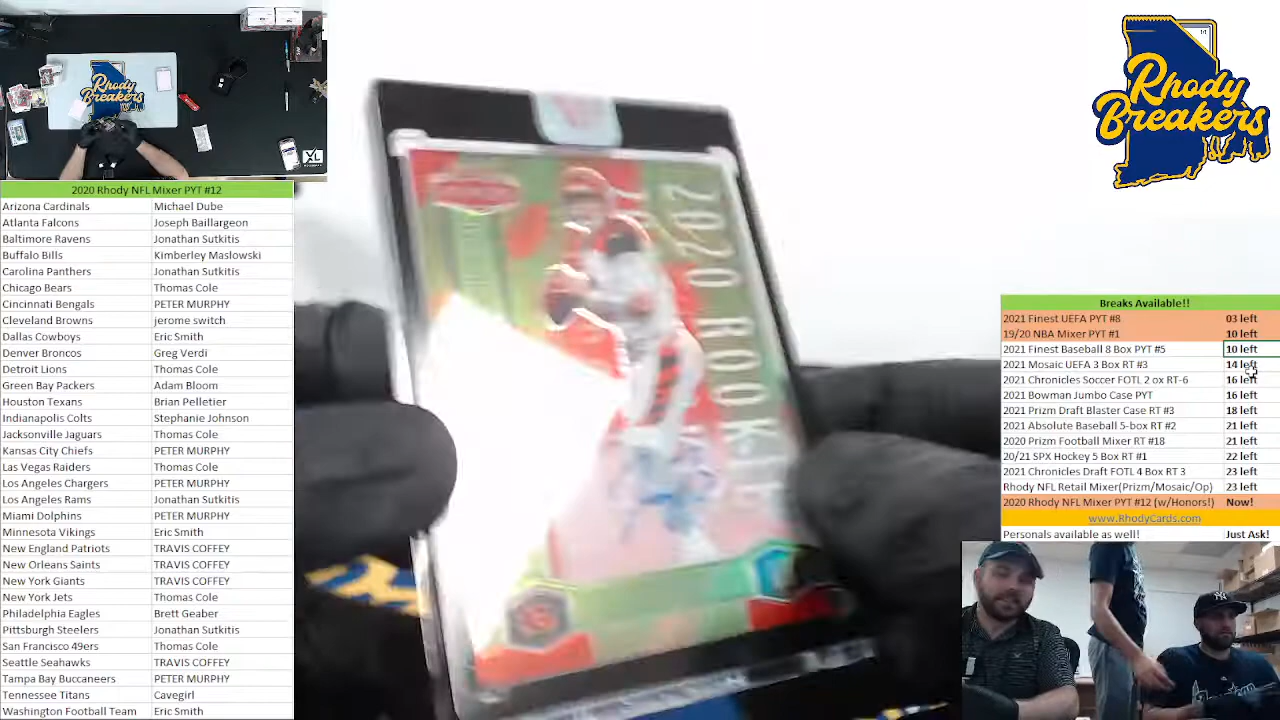 Rhody
Breakers
2020 Rhody NFL Mixer PYT #12
Arizona Cardinals Michael Dube
Atlanta Falcons Joseph Baillargeon
Baltimore Ravens Jonathan Sutkitis
Buffalo Bills Kimberley Maslowski
Carolina Panthers Jonathan Sutkitis
Chicago Bears Thomas Cole
Cincinnati Bengals PETER MURPHY
Cleveland Browns jerome switch
Dallas Cowboys Eric Smith
Denver Broncos Greg Verdi
Detroit Lions Thomas Cole
Green Bay Packers Adam Bloom
Houston Texans Brian Pelletier
Indianapolis Colts Stephanie Johnson
Jacksonville Jaguars Thomas Cole
Kansas City Chiefs PETER MURPHY
Las Vegas Raiders Thomas Cole
Los Angeles Chargers PETER MURPHY
Los Angeles Rams Jonathan Sutkitis
Miami Dolphins PETER MURPHY
Minnesota Vikings Eric Smith
New England Patriots TRAVIS COFFEY
New Orleans Saints TRAVIS COFFEY
New York Giants TRAVIS COFFEY
New York Jets Thomas Cole
Philadelphia Eagles Brett Geaber
Pittsburgh Steelers Jonathan Sutkitis
San Francisco 49ers Thomas Cole
Seattle Seahawks TRAVIS COFFEY
Tampa Bay Buccaneers PETER MURPHY
Tennessee Titans Cavegirl
Washington Football Team Eric Smith
XL
2020 ROOKIE
Rhody
Breakers
Breaks Available!!
2021 Finest UEFA PYT #8 03 left
19/20 NBA Mixer PYT #1 10 left
2021 Finest Baseball 8 Box PYT #5 10 left
2021 Mosaic UEFA 3 Box RT #3 14 left
2021 Chronicles Soccer FOTL 2 ox RT-6 16 left
2021 Bowman Jumbo Case PYT 16 left
2021 Prizm Draft Blaster Case RT #3 18 left
2021 Absolute Baseball 5-box RT #2 21 left
2020 Prizm Football Mixer RT #18 21 left
20/21 SPX Hockey 5 Box RT #1 22 left
2021 Chronicles Draft FOTL 4 Box RT 3 23 left
Rhody NFL Retail Mixer(Prizm/Mosaic/Op) 23 left
2020 Rhody NFL Mixer PYT #12 (w/Honors!) Now!
www.RhodyCards.com
Personals available as well! Just Ask!